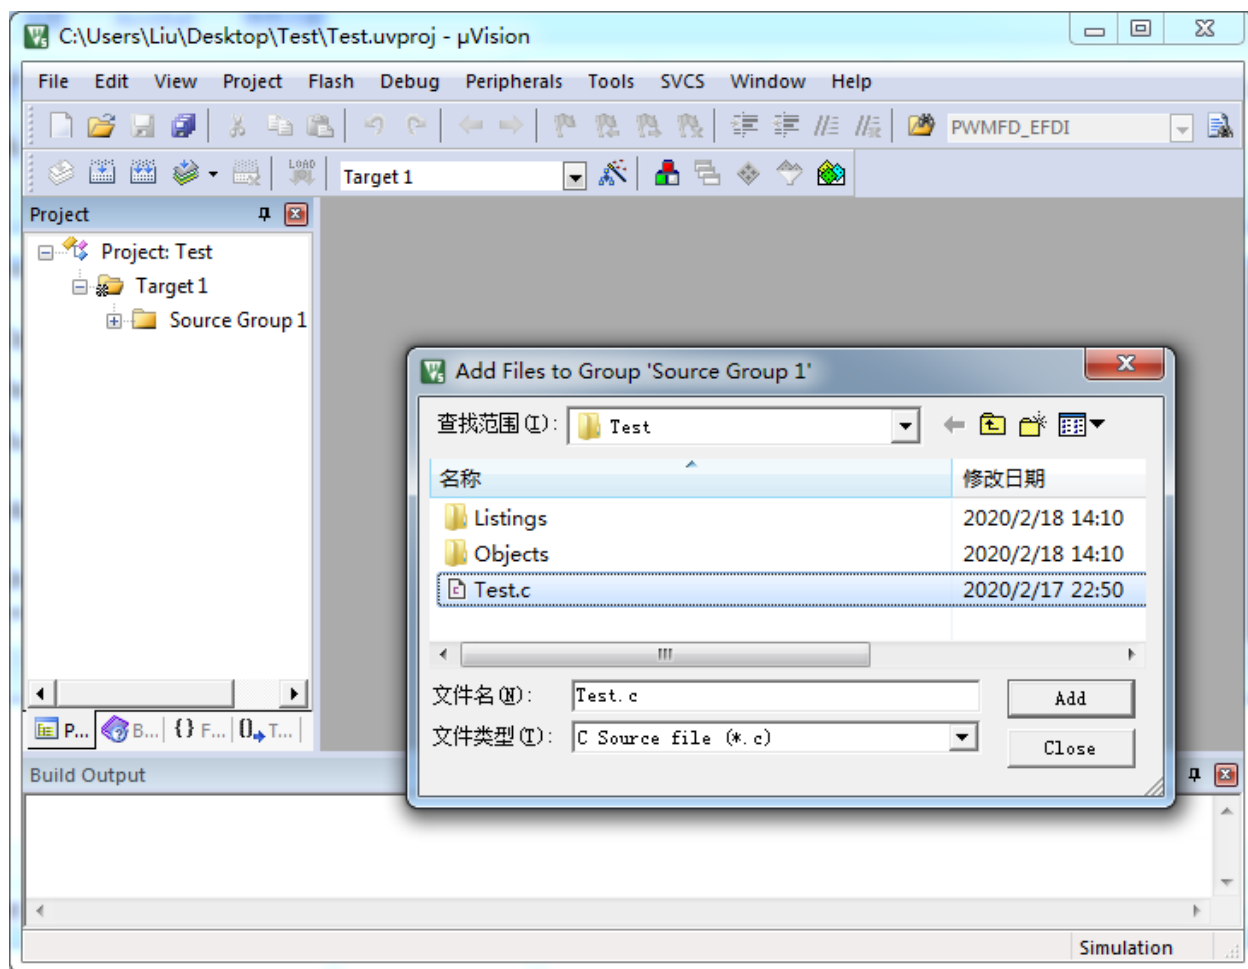 C:\Users\Liu\Desktop\Test\Test.uvproj - µVision
File Edit View Project Flash Debug Peripherals Tools SVCS Window Help
PWMFD_EFDI
LOAD
Target 1
Project
Project: Test
Target 1
Source Group 1
Add Files to Group 'Source Group 1'
查找范围(I): Test
名称 修改日期
Listings 2020/2/18 14:10
Objects 2020/2/18 14:10
Test.c 2020/2/17 22:50
文件名(N): Test.c Add
文件类型(T): C Source file (*.c) Close
P... B... {} F... 0 T...
Build Output
Simulation